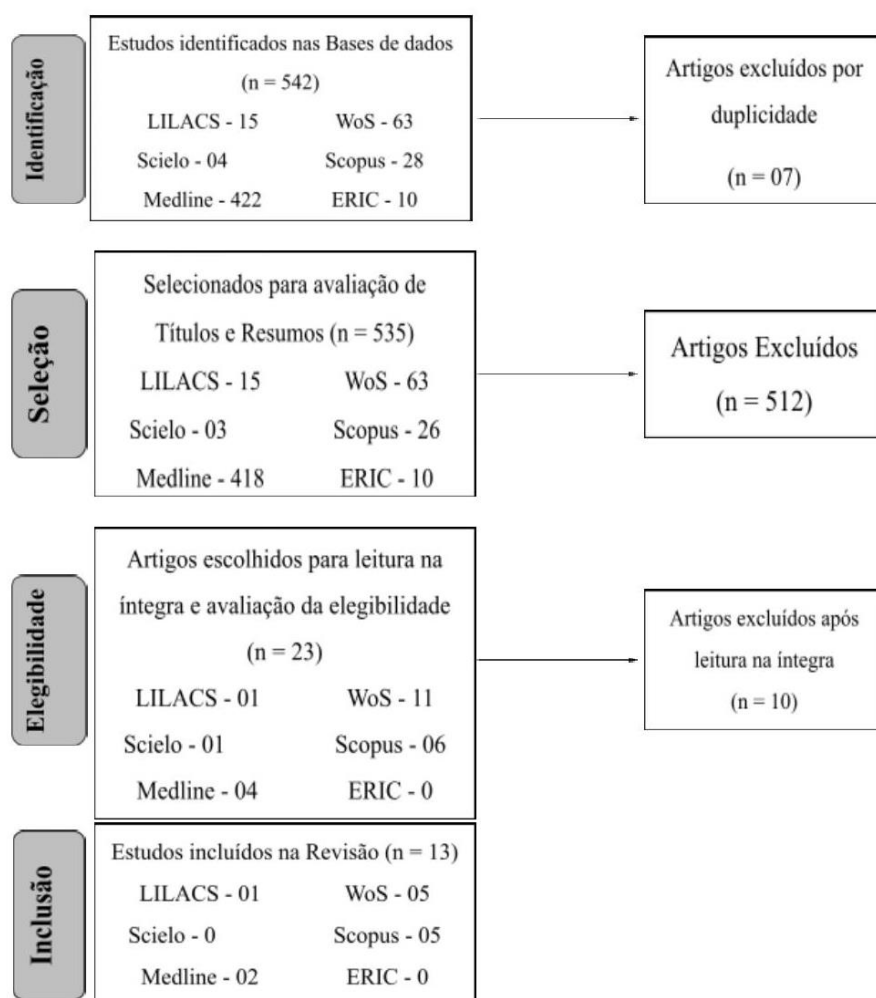 Identificação
Estudos identificados nas Bases de dados
(n = 542)
LILACS - 15 WoS - 63
Scielo - 04 Scopus - 28
Medline - 422 ERIC - 10
Artigos excluídos por
duplicidade
(n = 07)
Seleção
Selecionados para avaliação de
Títulos e Resumos (n = 535)
LILACS - 15 WoS - 63
Scielo - 03 Scopus - 26
Medline - 418 ERIC - 10
Artigos Excluídos
(n = 512)
Elegibilidade
Artigos escolhidos para leitura na
íntegra e avaliação da elegibilidade
(n = 23)
LILACS - 01 WoS - 11
Scielo - 01 Scopus - 06
Medline - 04 ERIC - 0
Artigos excluídos após
leitura na íntegra
(n = 10)
Inclusão
Estudos incluídos na Revisão (n = 13)
LILACS - 01 WoS - 05
Scielo - 0 Scopus - 05
Medline - 02 ERIC - 0